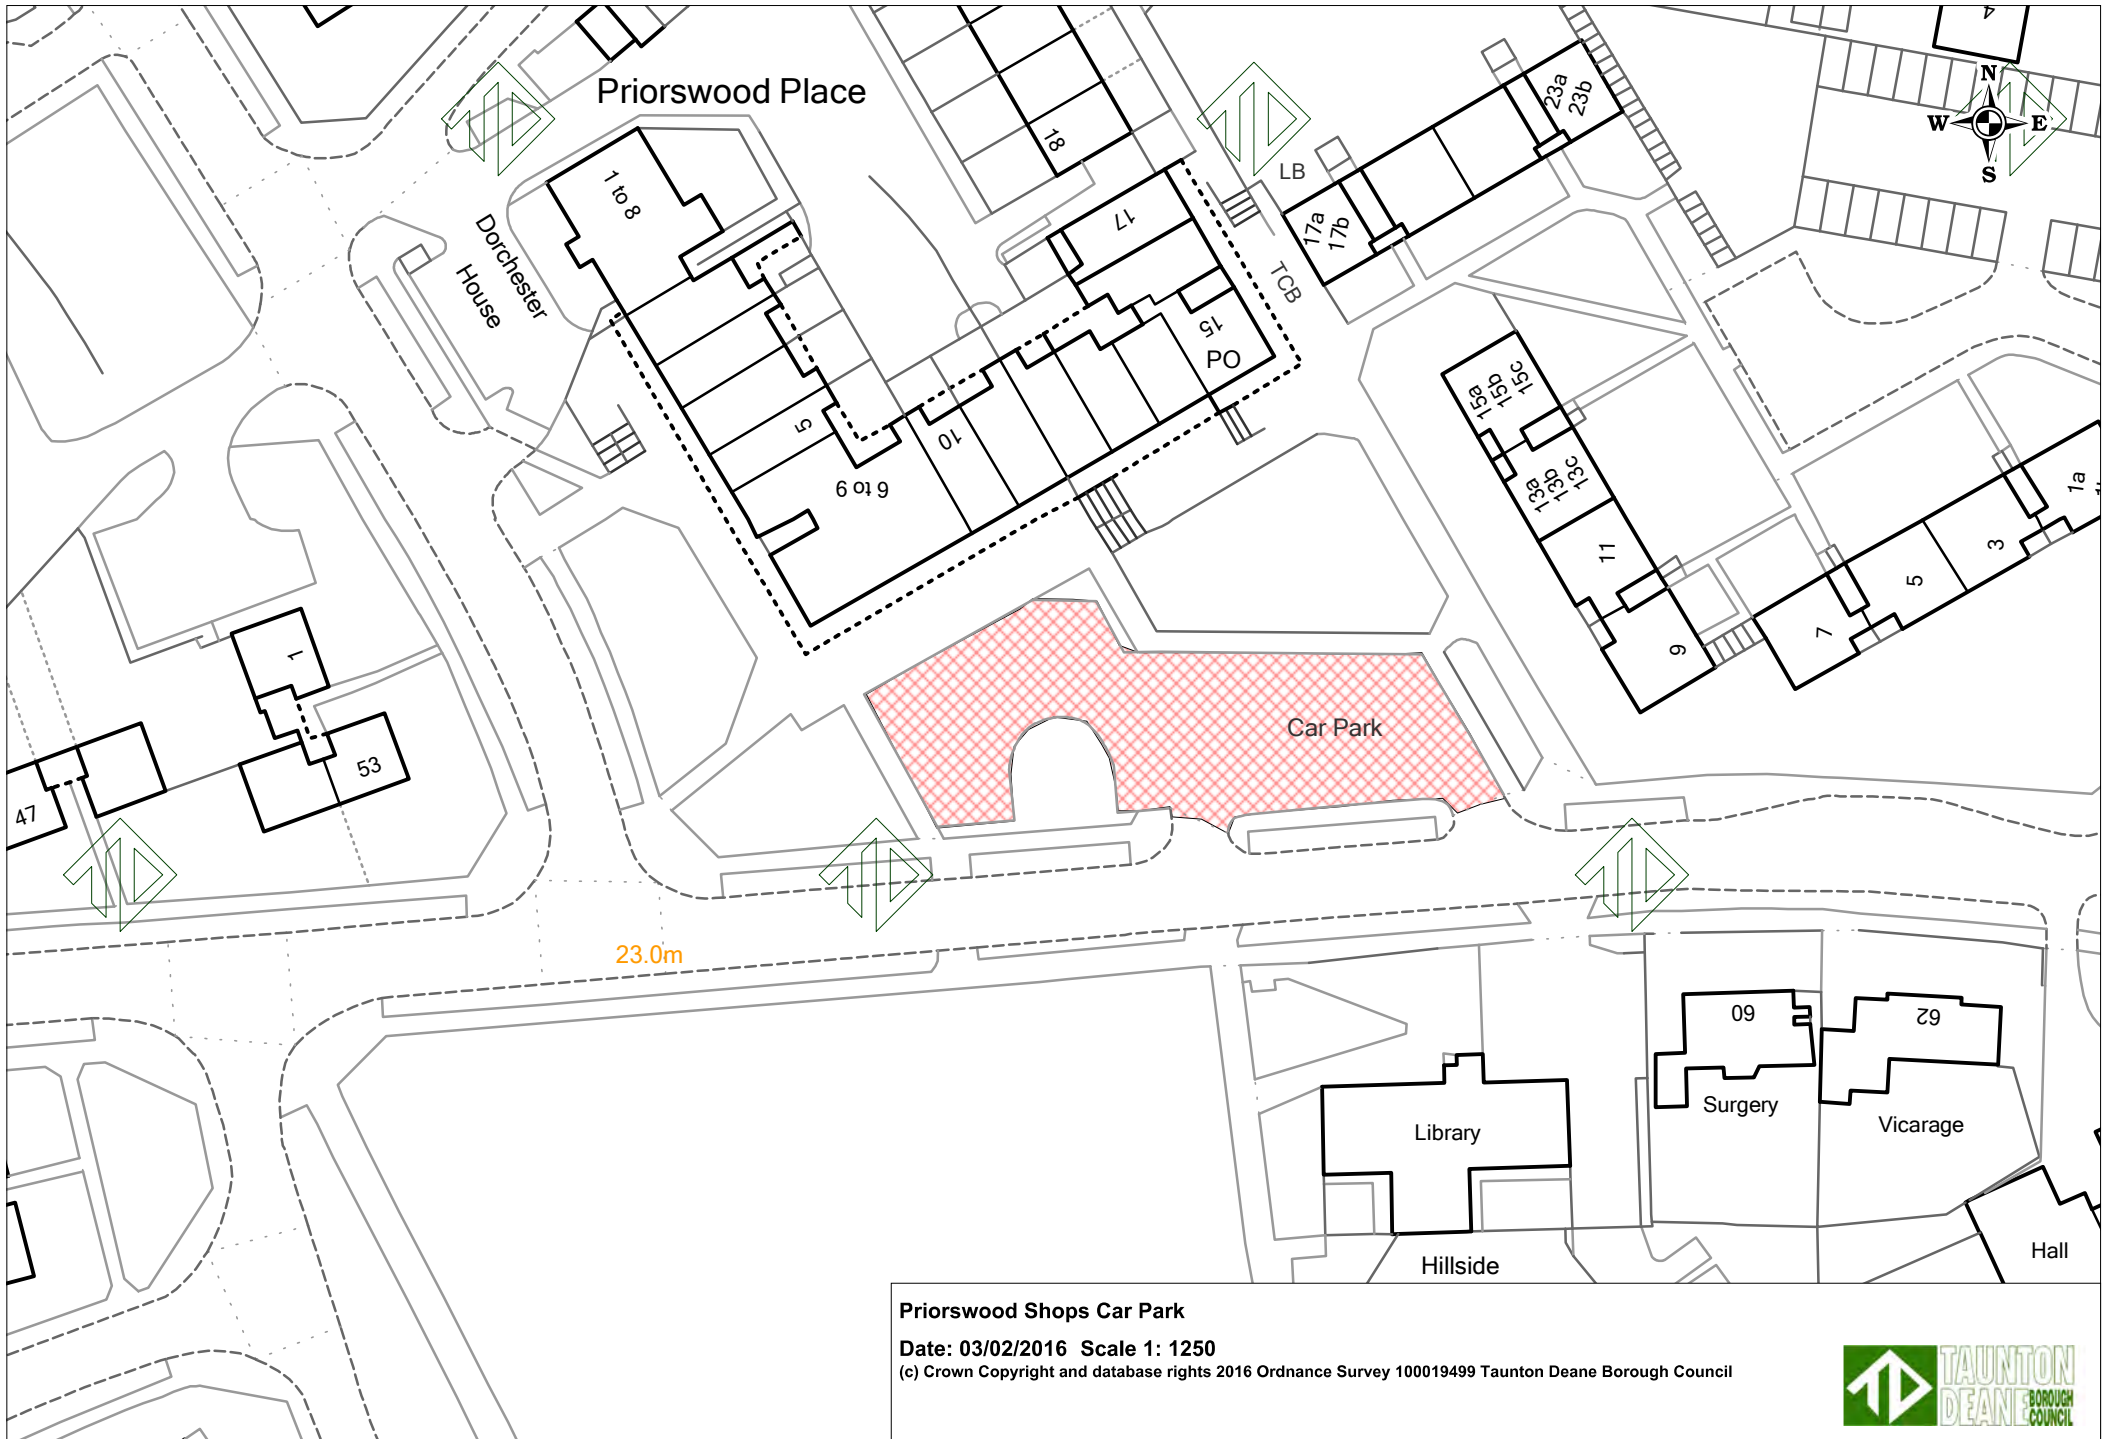 4
Priorswood Place
N
W E
S
23a
23b
18
LB
1 to 8
17
17a
17b
Dorchester
House
TCB
15
PO
15a
15b
15c
5
10
13a
13b
13c
6 to 9
1a
11
3
5
1
9
7
Car Park
53
47
23.0m
60
62
Surgery
Library
Vicarage
Hall
Hillside
Priorswood Shops Car Park
Date: 03/02/2016 Scale 1: 1250
(c) Crown Copyright and database rights 2016 Ordnance Survey 100019499 Taunton Deane Borough Council
TD
TAUNTON
DEANE BOROUGH
COUNCIL